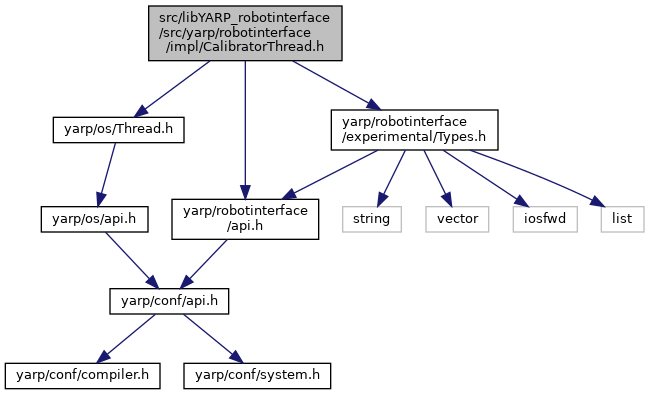 src/libYARP_robotinterface
/src/yarp/robotinterface
/impl/CalibratorThread.h
yarp/os/Thread.h
yarp/robotinterface
/experimental/Types.h
yarp/os/api.h
yarp/robotinterface
/api.h
string
vector
iosfwd
list
yarp/conf/api.h
yarp/conf/compiler.h
yarp/conf/system.h